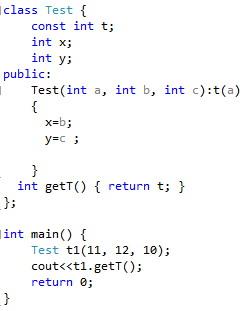 class Test {
    const int t;
    int x;
    int y;
public:
    Test(int a, int b, int c):t(a)
    {
      x=b;
      y=c ;

    }
  int getT() { return t; }
};

int main() {
    Test t1(11, 12, 10);
    cout<<t1.getT();
    return 0;
}